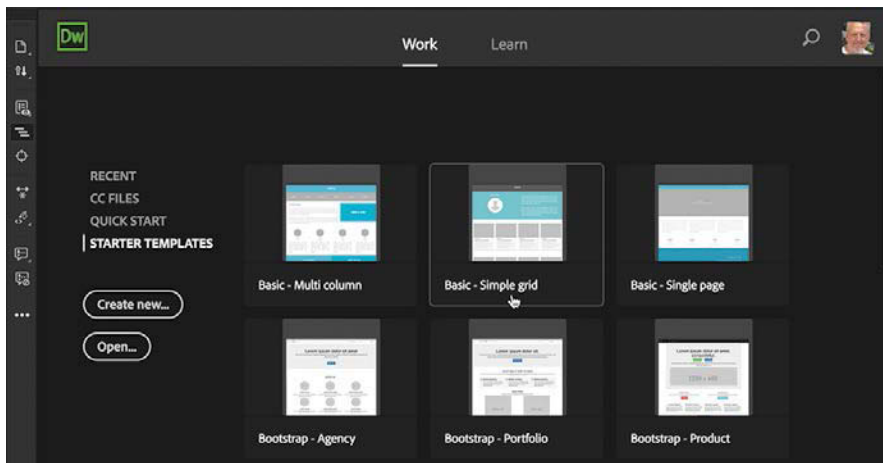 Dw
Work
Learn
RECENT
CC FILES
QUICK START
STARTER TEMPLATES
Create new...
Open...
Basic - Multi column
Basic - Simple grid
Basic - Single page
Bootstrap - Agency
Bootstrap - Portfolio
Bootstrap - Product